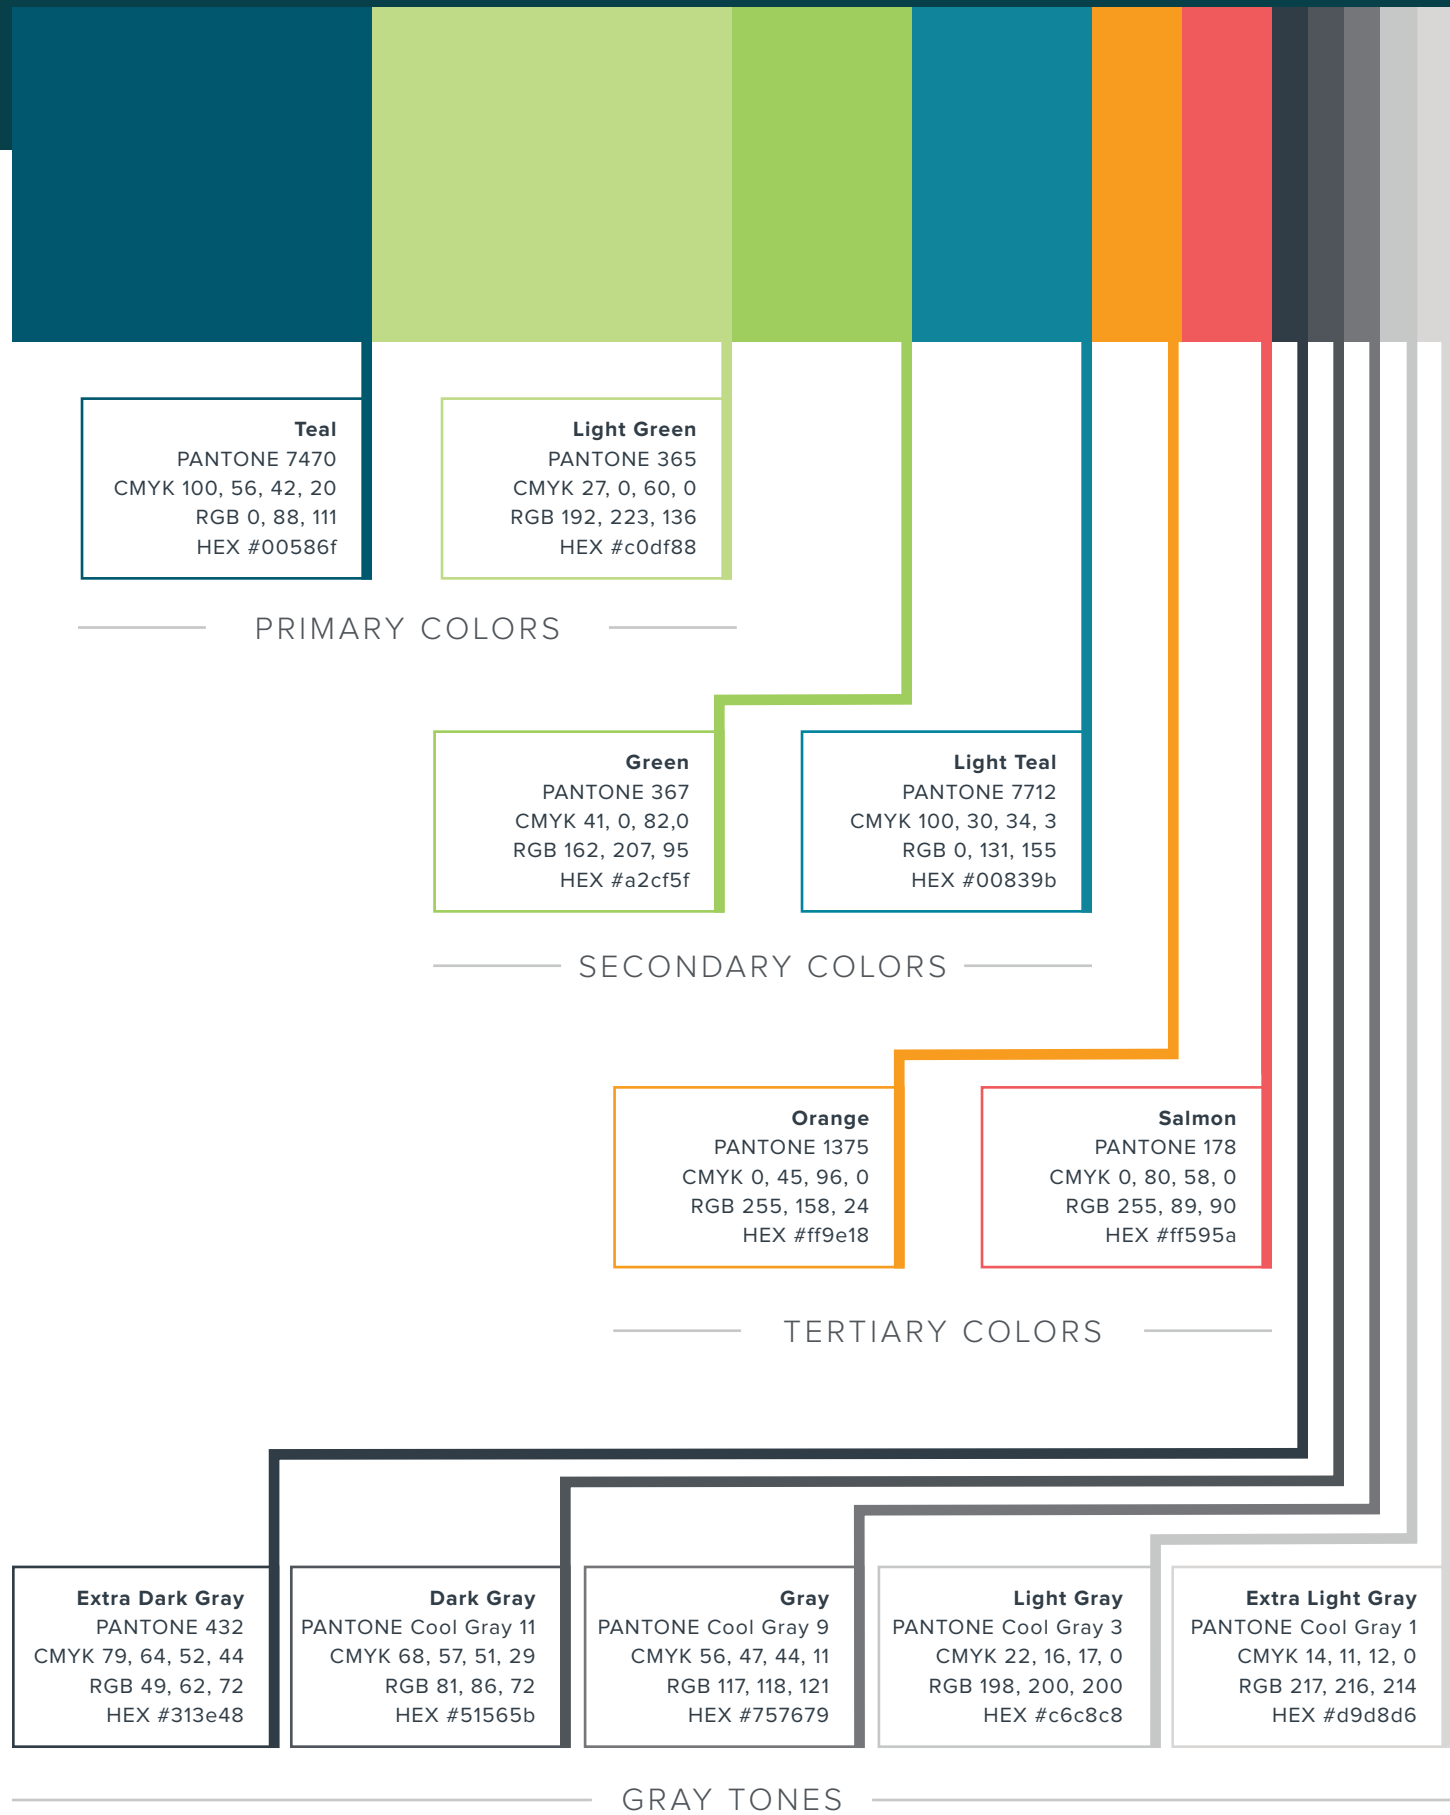 Teal
PANTONE 7470
CMYK 100, 56, 42, 20
RGB 0, 88, 111
HEX #00586f
Light Green
PANTONE 365
CMYK 27, 0, 60, 0
RGB 192, 223, 136
HEX #c0df88
PRIMARY COLORS
Green
PANTONE 367
CMYK 41, 0, 82,0
RGB 162, 207, 95
HEX #a2cf5f
Light Teal
PANTONE 7712
CMYK 100, 30, 34, 3
RGB 0, 131, 155
HEX #00839b
SECONDARY COLORS
Orange
PANTONE 1375
CMYK 0, 45, 96, 0
RGB 255, 158, 24
HEX #ff9e18
Salmon
PANTONE 178
CMYK 0, 80, 58, 0
RGB 255, 89, 90
HEX #ff595a
TERTIARY COLORS
Extra Dark Gray
PANTONE 432
CMYK 79, 64, 52, 44
RGB 49, 62, 72
HEX #313e48
Dark Gray
PANTONE Cool Gray 11
CMYK 68, 57, 51, 29
RGB 81, 86, 72
HEX #51565b
Gray
PANTONE Cool Gray 9
CMYK 56, 47, 44, 11
RGB 117, 118, 121
HEX #757679
Light Gray
PANTONE Cool Gray 3
CMYK 22, 16, 17, 0
RGB 198, 200, 200
HEX #c6c8c8
Extra Light Gray
PANTONE Cool Gray 1
CMYK 14, 11, 12, 0
RGB 217, 216, 214
HEX #d9d8d6
GRAY TONES